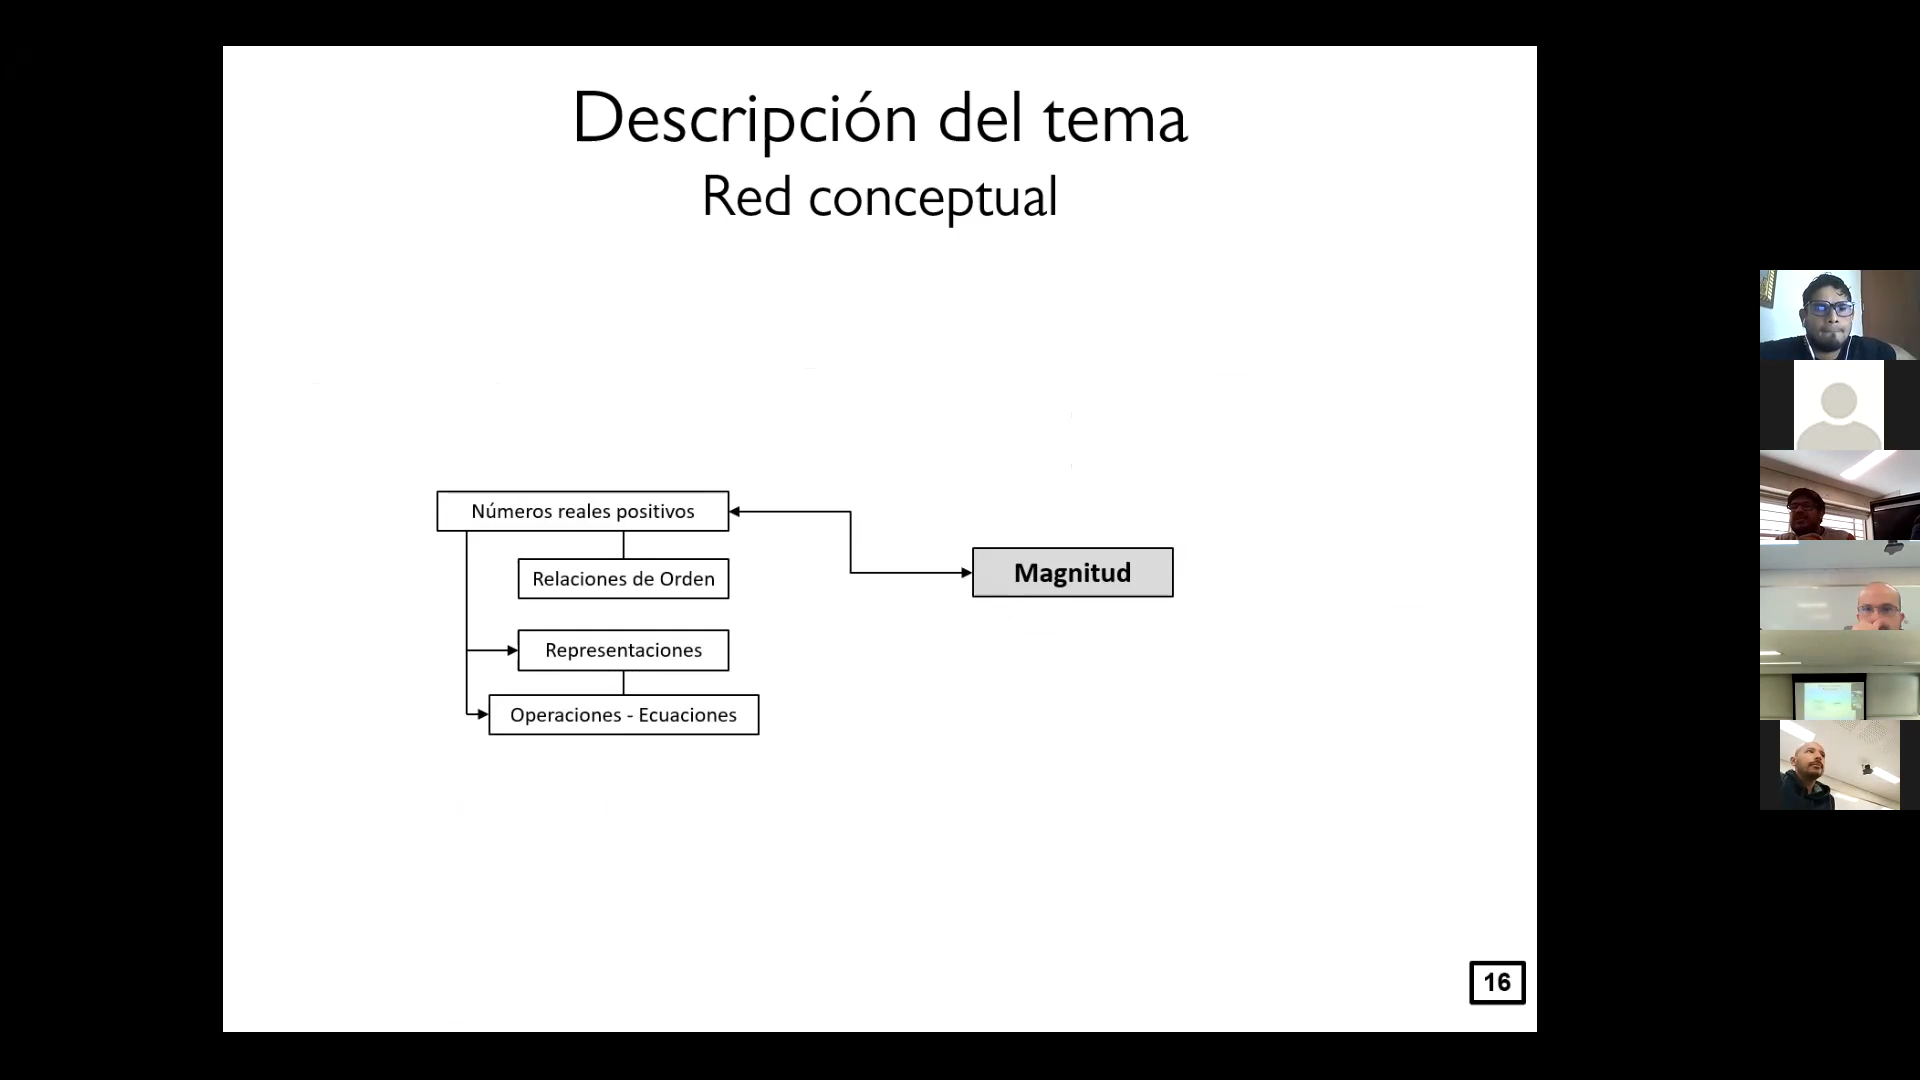 Descripción del tema
Red conceptual
Números reales positivos
Relaciones de Orden
Magnitud
Representaciones
Operaciones - Ecuaciones
16